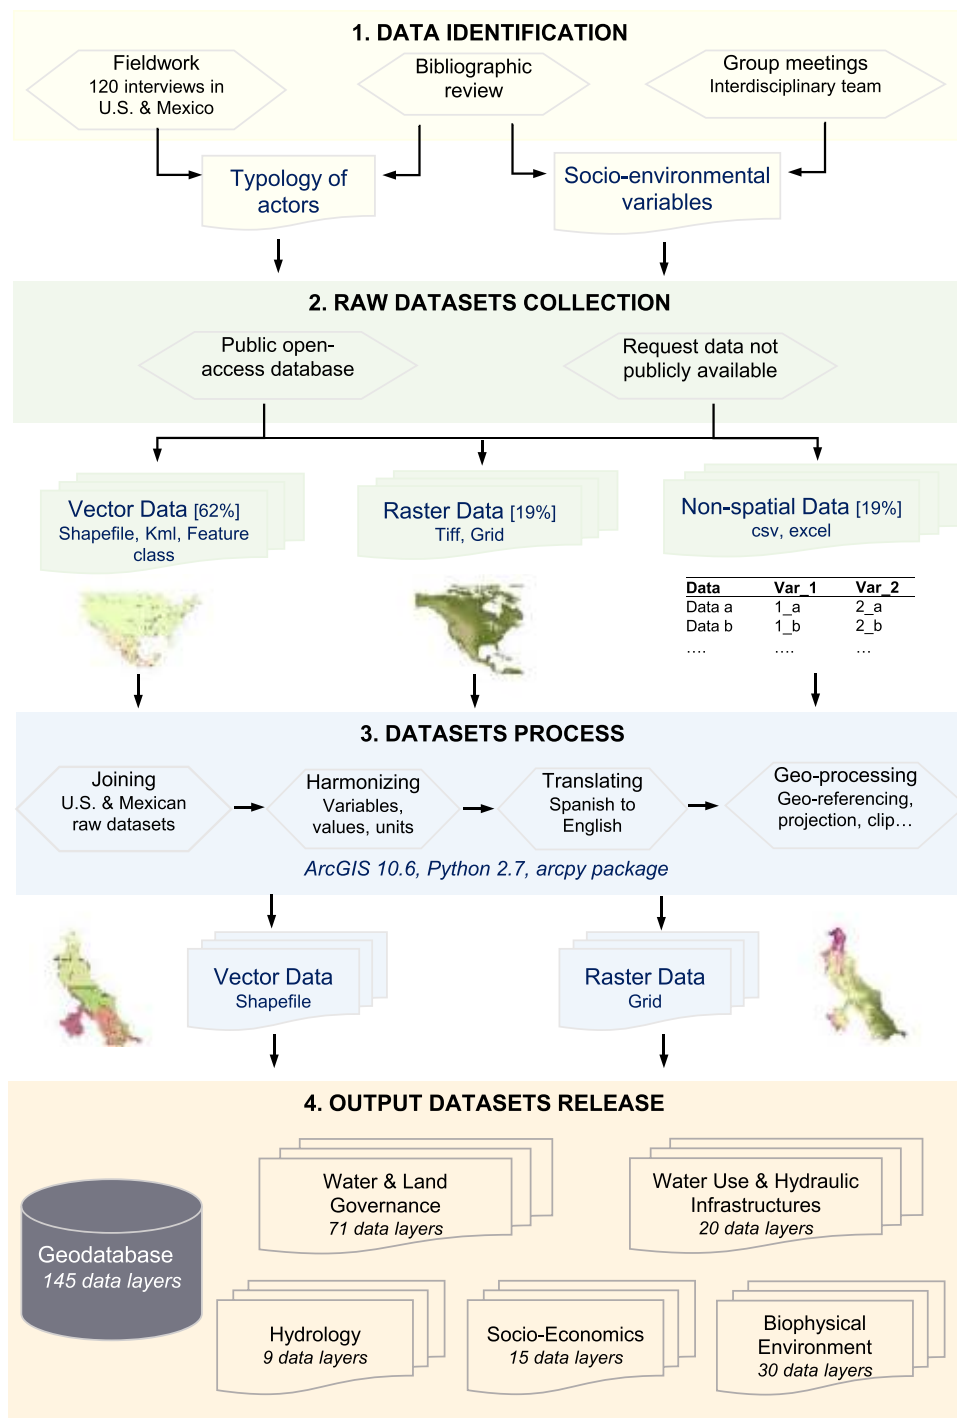 1. DATA IDENTIFICATION
Fieldwork
120 interviews in
U.S. & Mexico
Bibliographic
review
Group meetings
Interdisciplinary team
Typology of
actors
Socio-environmental
variables
2. RAW DATASETS COLLECTION
Public open-
access database
Request data not
publicly available
Vector Data [62%]
Shapefile, Kml, Feature
class
Raster Data [19%]
Tiff, Grid
Non-spatial Data [19%]
csv, excel
Data Var_1 Var_2
Data a 1_a 2_a
Data b 1_b 2_b
.... .... ...
3. DATASETS PROCESS
Joining
U.S. & Mexican
raw datasets
Harmonizing
Variables,
values, units
Translating
Spanish to
English
Geo-processing
Geo-referencing,
projection, clip...
ArcGIS 10.6, Python 2.7, arcpy package
Vector Data
Shapefile
Raster Data
Grid
4. OUTPUT DATASETS RELEASE
Geodatabase
145 data layers
Water & Land
Governance
71 data layers
Water Use & Hydraulic
Infrastructures
20 data layers
Hydrology
9 data layers
Socio-Economics
15 data layers
Biophysical
Environment
30 data layers